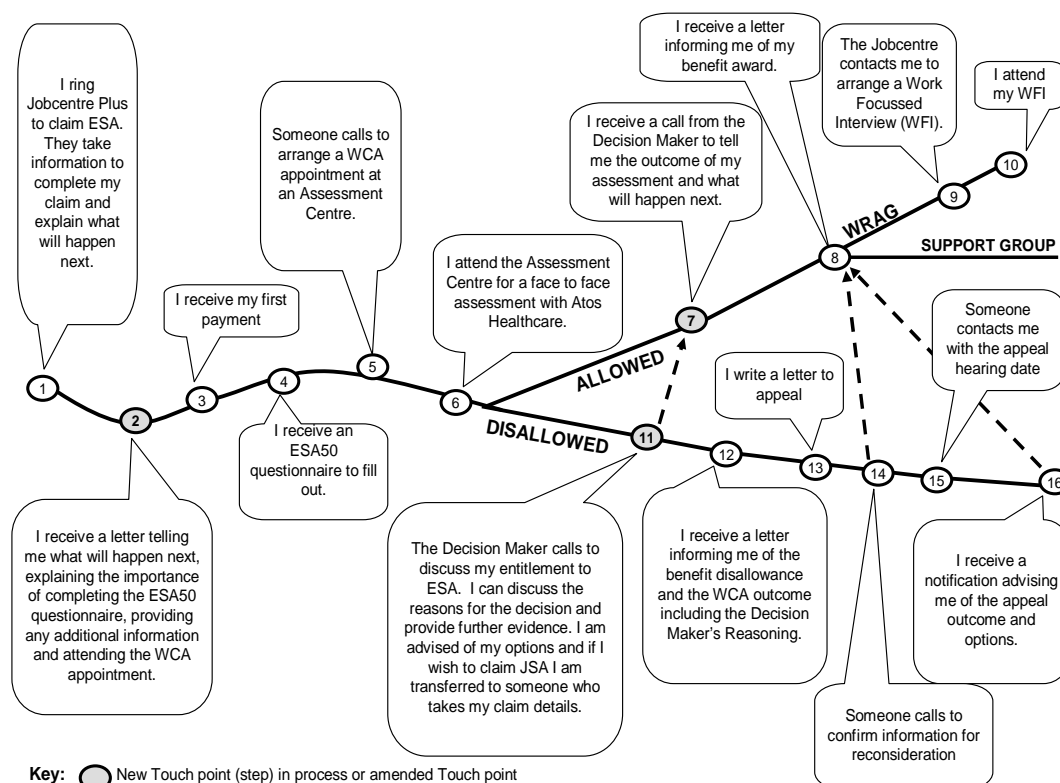 I ring
Jobcentre Plus
to claim ESA.
They take
information to
complete my
claim and
explain what
will happen
next.
Someone calls to
arrange a WCA
appointment at
an Assessment
Centre.
I receive a letter
informing me of my
benefit award.
The Jobcentre
contacts me to
arrange a Work
Focussed
Interview (WFI).
I attend
my WFI
I receive a call from the
Decision Maker to tell
me the outcome of my
assessment and what
will happen next.
I receive my first
payment
I attend the Assessment
Centre for a face to face
assessment with Atos
Healthcare.
10
9
WRAG
8
SUPPORT GROUP
7
ALLOWED
Someone
contacts me
with the appeal
hearing date
I write a letter to
appeal
1
2
3
4
5
6
DISALLOWED
11
12
13
14
15
16
I receive an
ESA50
questionnaire to fill
out.
I receive a letter telling
me what will happen next,
explaining the importance
of completing the ESA50
questionnaire, providing
any additional information
and attending the WCA
appointment.
The Decision Maker calls to
discuss my entitlement to
ESA. I can discuss the
reasons for the decision and
provide further evidence. I am
advised of my options and if I
wish to claim JSA I am
transferred to someone who
takes my claim details.
I receive a letter
informing me of the
benefit disallowance
and the WCA outcome
including the Decision
Maker's Reasoning.
Someone calls to
confirm information for
reconsideration
I receive a
notification advising
me of the appeal
outcome and
options.
Key: New Touch point (step) in process or amended Touch point